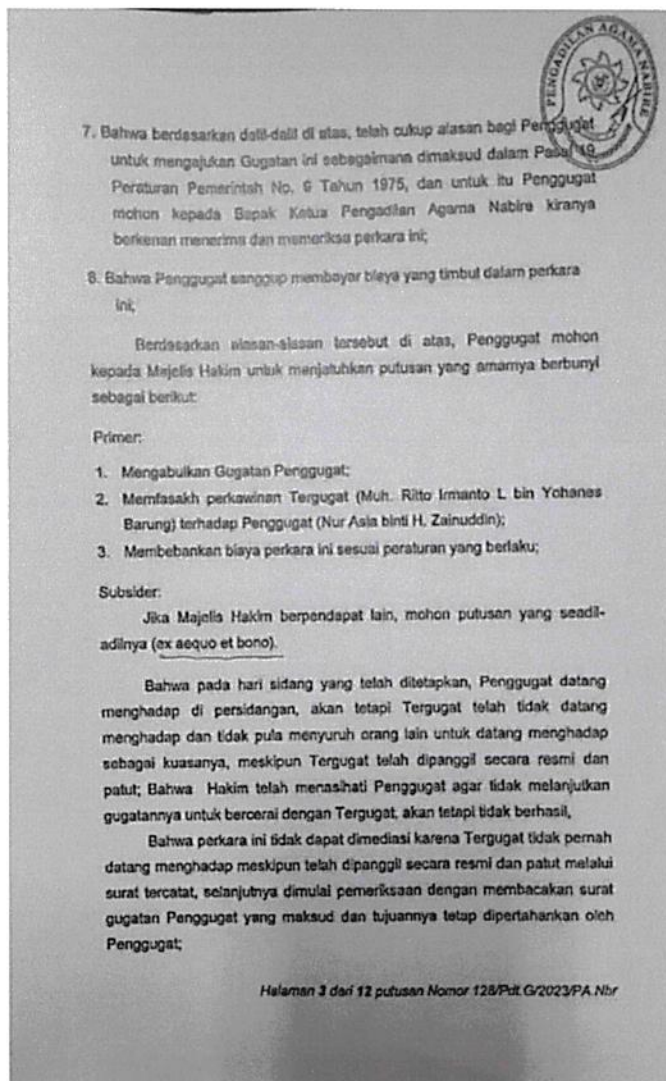 PENGADILAN AGAMA NABIRE
7. Bahwa berdasarkan dalil-dalil di atas, telah cukup alasan bagi Penggugat
untuk mengajukan Gugatan ini sebagaimana dimaksud dalam Pasal 19
Peraturan Pemerintah No. 9 Tahun 1975, dan untuk itu Penggugat
mohon kepada Bapak Ketua Pengadilan Agama Nabire kiranya
berkenan menerima dan memeriksa perkara ini;
8. Bahwa Penggugat sanggup membayar biaya yang timbul dalam perkara
ini;
Berdasarkan alasan-alasan tersebut di atas, Penggugat mohon
kepada Majelis Hakim untuk menjatuhkan putusan yang amarnya berbunyi
sebagai berikut:
Primer:
1. Mengabulkan Gugatan Penggugat;
2. Memfasakh perkawinan Tergugat (Muh. Ritto Irmanto L bin Yohanes
Barung) terhadap Penggugat (Nur Asia binti H. Zainuddin);
3. Membebankan biaya perkara ini sesuai peraturan yang berlaku;
Subsider:
Jika Majelis Hakim berpendapat lain, mohon putusan yang seadil-
adilnya (ex aequo et bono).
Bahwa pada hari sidang yang telah ditetapkan, Penggugat datang
menghadap di persidangan, akan tetapi Tergugat telah tidak datang
menghadap dan tidak pula menyuruh orang lain untuk datang menghadap
sebagai kuasanya, meskipun Tergugat telah dipanggil secara resmi dan
patut; Bahwa Hakim telah menasihati Penggugat agar tidak melanjutkan
gugatannya untuk bercerai dengan Tergugat, akan tetapi tidak berhasil,
Bahwa perkara ini tidak dapat dimediasi karena Tergugat tidak pernah
datang menghadap meskipun telah dipanggil secara resmi dan patut melalui
surat tercatat, selanjutnya dimulai pemeriksaan dengan membacakan surat
gugatan Penggugat yang maksud dan tujuannya tetap dipertahankan oleh
Penggugat;
Halaman 3 dari 12 putusan Nomor 128/Pdt.G/2023/PA.Nbr